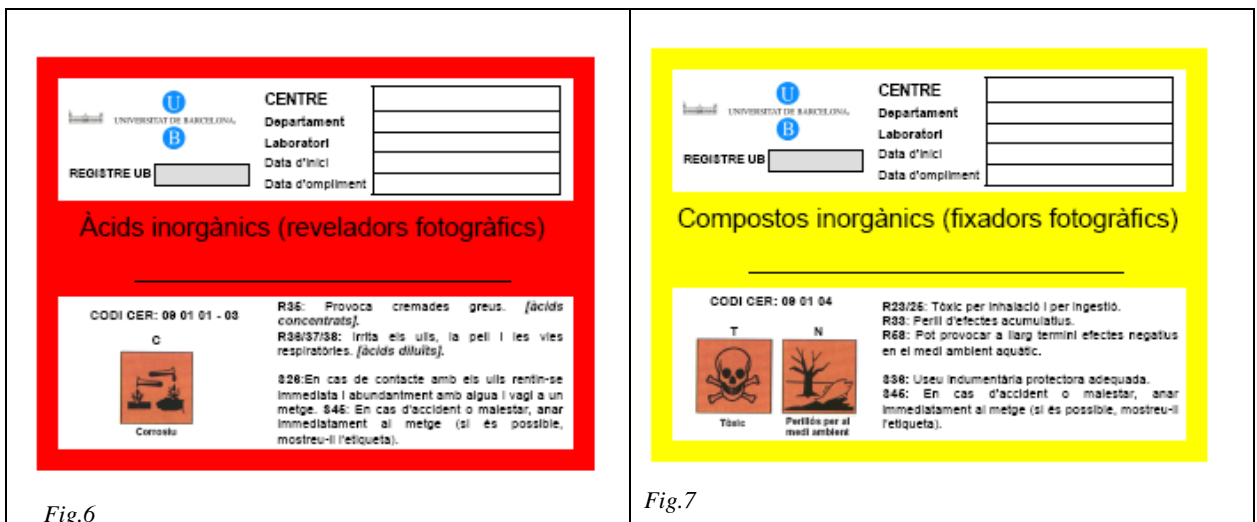 U
UNIVERSITAT DE BARCELONA
B
REGISTRE UB
CENTRE
Departament
Laboratori
Data d'inici
Data d'ompliment
Àcids inorgànics (reveladors fotogràfics)
CODI CER: 09 01 01 - 03
C
Corrosiu
R35: Provoca cremades greus. [àcids
concentrats].
R36/37/38: Irrita els ulls, la pell i les vies
respiratòries. [àcids diluïts].
S26:En cas de contacte amb els ulls rentin-se
immediata i abundantment amb aigua i vagi a un
metge. S45: En cas d'accident o malestar, anar
immediatament al metge (si és possible,
mostreu-li l'etiqueta).
Fig.6
U
UNIVERSITAT DE BARCELONA
B
REGISTRE UB
CENTRE
Departament
Laboratori
Data d'inici
Data d'ompliment
Compostos inorgànics (fixadors fotogràfics)
CODI CER: 09 01 04
T N
Tòxic
Perillós per al
medi ambient
R23/25: Tòxic per inhalació i per ingestió.
R33: Perill d'efectes acumulatius.
R58: Pot provocar a llarg termini efectes negatius
en el medi ambient aquàtic.
S36: Useu indumentària protectora adequada.
S45: En cas d'accident o malestar, anar
immediatament al metge (si és possible, mostreu-li
l'etiqueta).
Fig.7